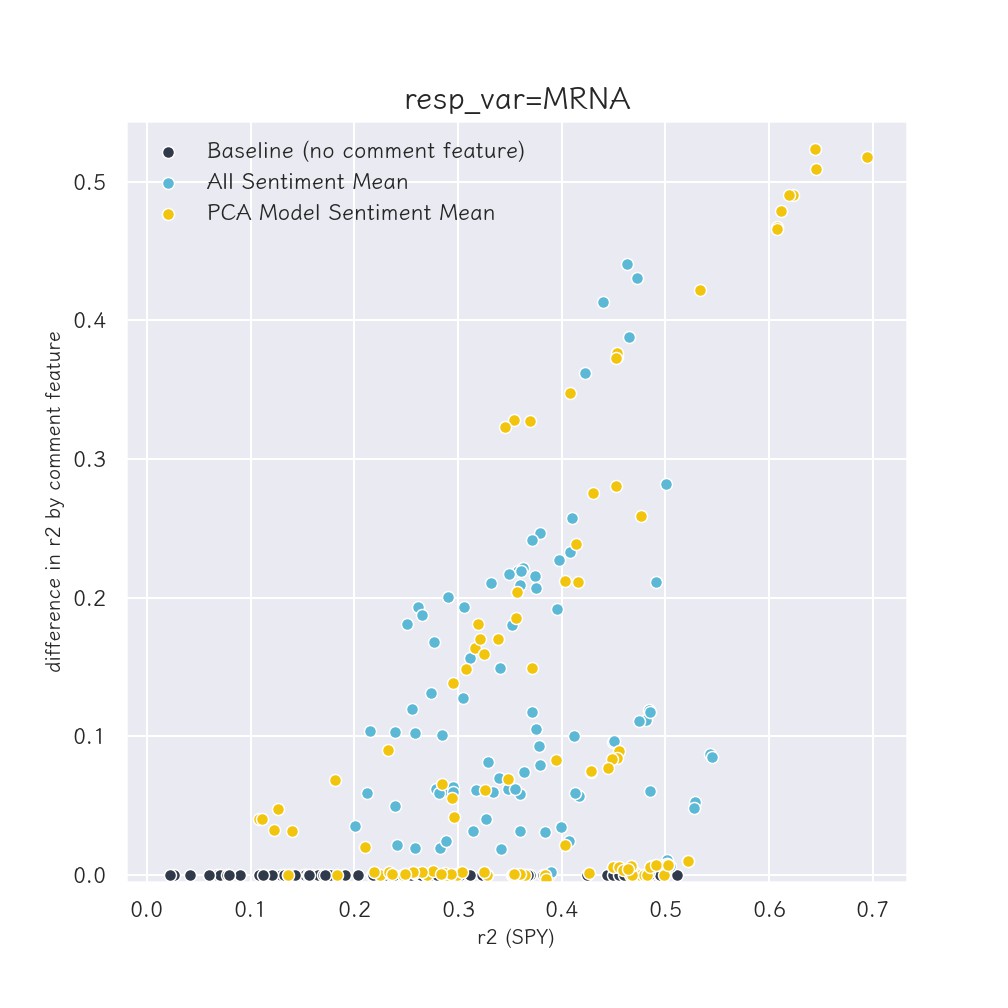 resp_var=MRNA
Baseline (no comment feature)
All Sentiment Mean
PCA Model Sentiment Mean
difference in r2 by comment feature
0.5
0.4
0.3
0.2
0.1
0.0
0.0 0.1 0.2 0.3 0.4 0.5 0.6 0.7
r2 (SPY)